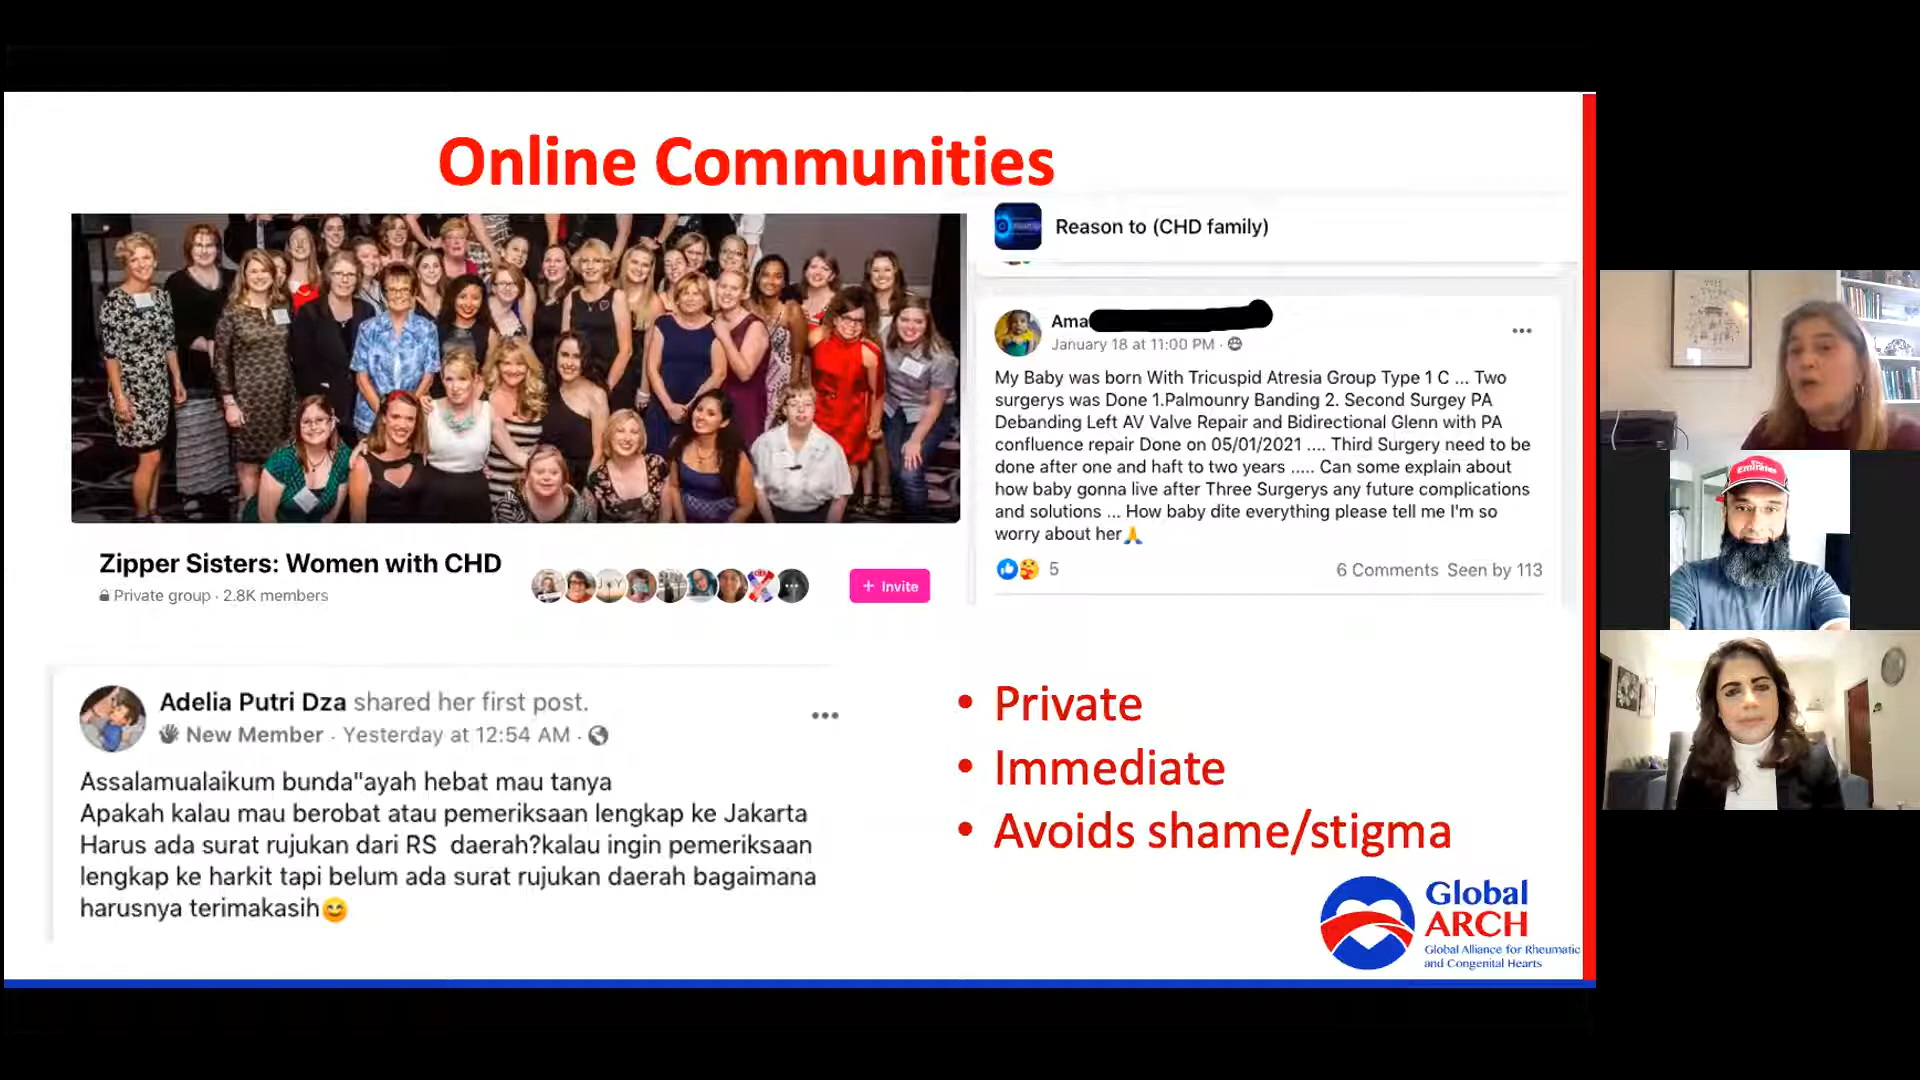 Online Communities
Zipper Sisters: Women with CHD
Private group · 2.8K members
+ Invite
Reason to (CHD family)
Ama
January 18 at 11:00 PM ·
My Baby was born With Tricuspid Atresia Group Type 1 C ... Two
surgerys was Done 1.Palmounry Banding 2. Second Surgey PA
Debanding Left AV Valve Repair and Bidirectional Glenn with PA
confluence repair Done on 05/01/2021 .... Third Surgery need to be
done after one and haft to two years ..... Can some explain about
how baby gonna live after Three Surgerys any future complications
and solutions ... How baby dite everything please tell me I'm so
worry about her🙏
5
6 Comments Seen by 113
Adelia Putri Dza shared her first post.
New Member · Yesterday at 12:54 AM ·
Assalamualaikum bunda"ayah hebat mau tanya
Apakah kalau mau berobat atau pemeriksaan lengkap ke Jakarta
Harus ada surat rujukan dari RS daerah?kalau ingin pemeriksaan
lengkap ke harkit tapi belum ada surat rujukan daerah bagaimana
harusnya terimakasih😊
• Private
• Immediate
• Avoids shame/stigma
Global
ARCH
Global Alliance for Rheumatic
and Congenital Hearts
Emirates